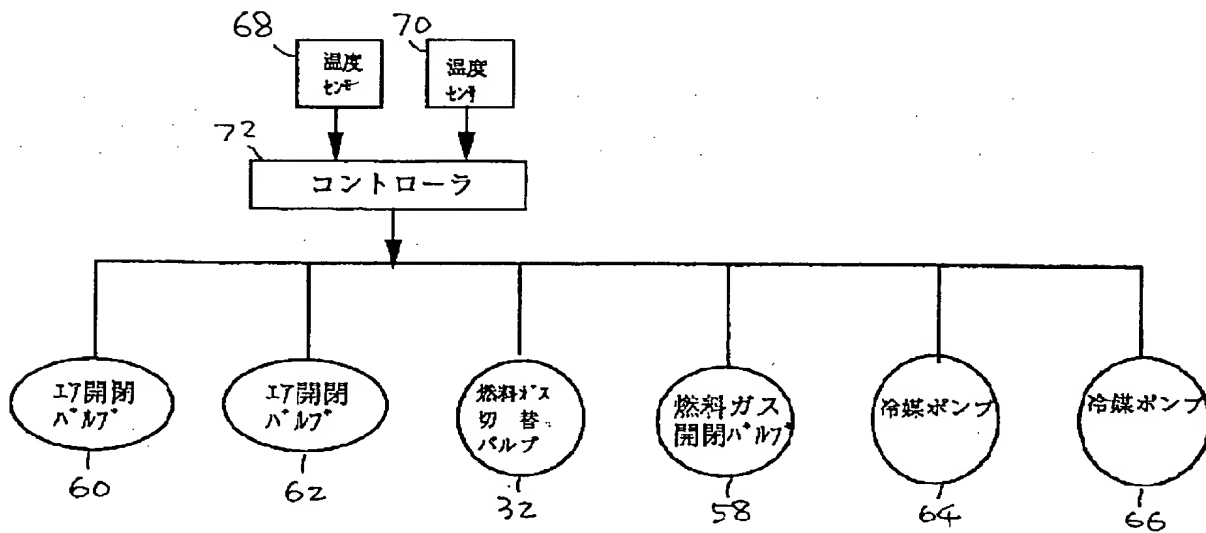 68
70
温度
センサー
温度
センサ
72
コントローラ
エア開閉
バルブ
エア開閉
バルブ
燃料ガス
切替
バルブ
燃料ガス
開閉バルブ
冷媒ポンプ
冷媒ポンプ
60
62
32
58
64
66